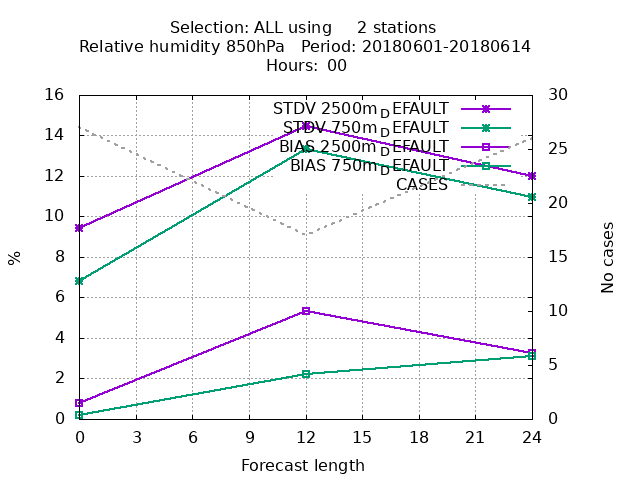 Selection: ALL using 2 stations
Relative humidity 850hPa Period: 20180601-20180614
Hours: 00
16
14
12
10
8
6
4
2
0
30
25
20
15
10
5
0
STDV 2500m_DEFAULT
STDV 750m_DEFAULT
BIAS 2500m_DEFAULT
BIAS 750m_DEFAULT
CASES
%
No cases
0 3 6 9 12 15 18 21 24
Forecast length